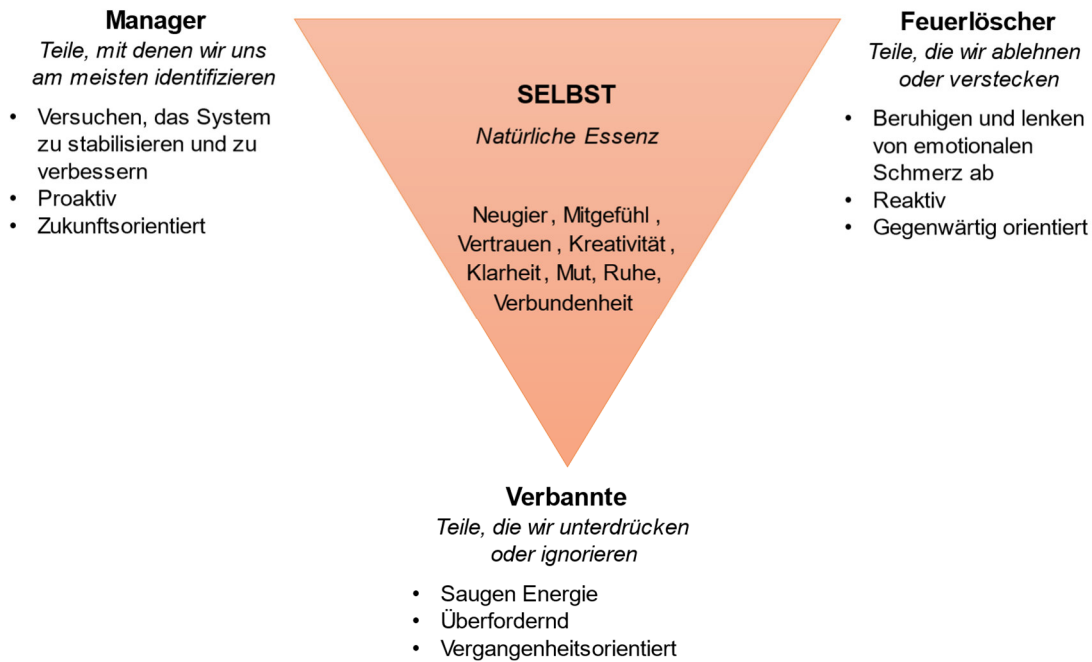 Manager
Teile, mit denen wir uns
am meisten identifizieren
• Versuchen, das System
zu stabilisieren und zu
verbessern
• Proaktiv
• Zukunftsorientiert
SELBST
Natürliche Essenz
Neugier , Mitgefühl ,
Vertrauen , Kreativität ,
Klarheit , Mut, Ruhe,
Verbundenheit
Feuerlöscher
Teile, die wir ablehnen
oder verstecken
• Beruhigen und lenken
von emotionalen
Schmerz ab
• Reaktiv
• Gegenwärtig orientiert
Verbannte
Teile, die wir unterdrücken
oder ignorieren
• Saugen Energie
• Überfordernd
• Vergangenheitsorientiert